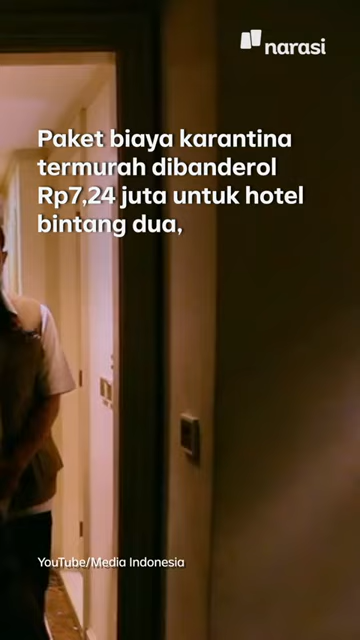 narasi
Paket biaya karantina
termurah dibanderol
Rp7,24 juta untuk hotel
bintang dua,
YouTube/Media Indonesia